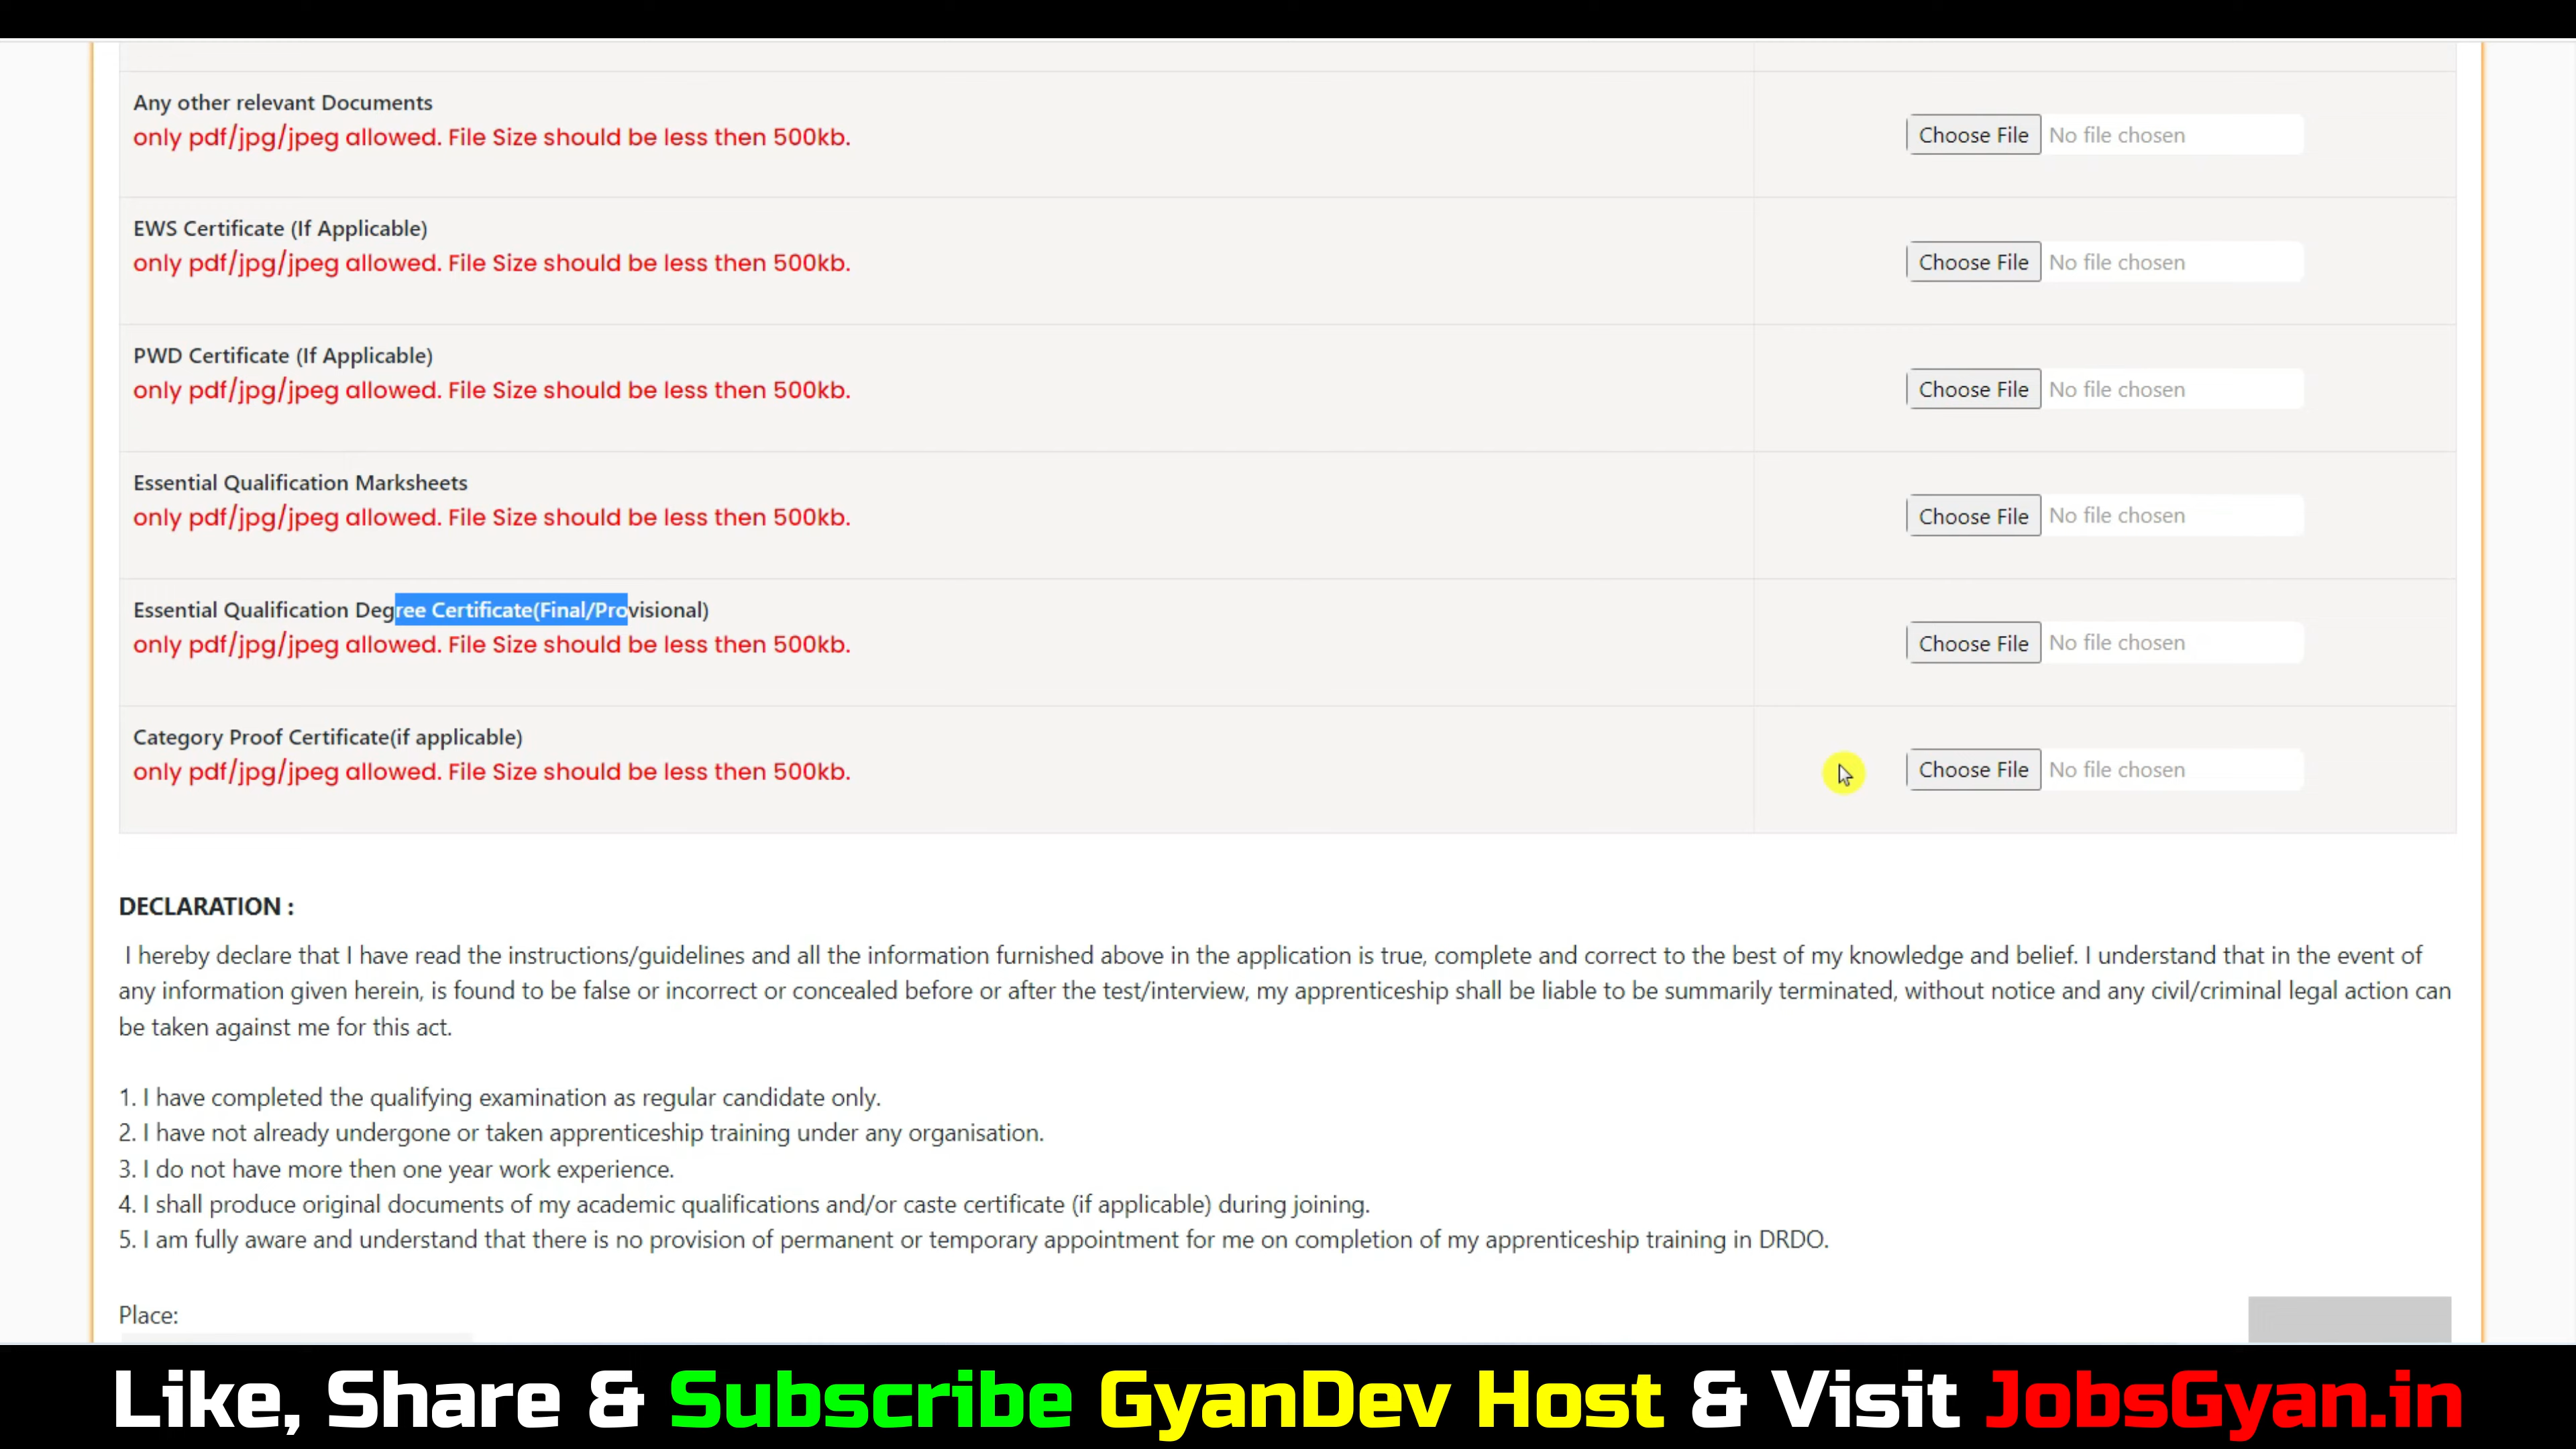 Any other relevant Documents
only pdf/jpg/jpeg allowed. File Size should be less then 500kb.
Choose File No file chosen
EWS Certificate (If Applicable)
only pdf/jpg/jpeg allowed. File Size should be less then 500kb.
Choose File No file chosen
PWD Certificate (If Applicable)
only pdf/jpg/jpeg allowed. File Size should be less then 500kb.
Choose File No file chosen
Essential Qualification Marksheets
only pdf/jpg/jpeg allowed. File Size should be less then 500kb.
Choose File No file chosen
Essential Qualification Degree Certificate(Final/Provisional)
only pdf/jpg/jpeg allowed. File Size should be less then 500kb.
Choose File No file chosen
Category Proof Certificate(if applicable)
only pdf/jpg/jpeg allowed. File Size should be less then 500kb.
Choose File No file chosen
DECLARATION :
I hereby declare that I have read the instructions/guidelines and all the information furnished above in the application is true, complete and correct to the best of my knowledge and belief. I understand that in the event of
any information given herein, is found to be false or incorrect or concealed before or after the test/interview, my apprenticeship shall be liable to be summarily terminated, without notice and any civil/criminal legal action can
be taken against me for this act.
1. I have completed the qualifying examination as regular candidate only.
2. I have not already undergone or taken apprenticeship training under any organisation.
3. I do not have more then one year work experience.
4. I shall produce original documents of my academic qualifications and/or caste certificate (if applicable) during joining.
5. I am fully aware and understand that there is no provision of permanent or temporary appointment for me on completion of my apprenticeship training in DRDO.
Place:
Like, Share & Subscribe GyanDev Host & Visit JobsGyan.in